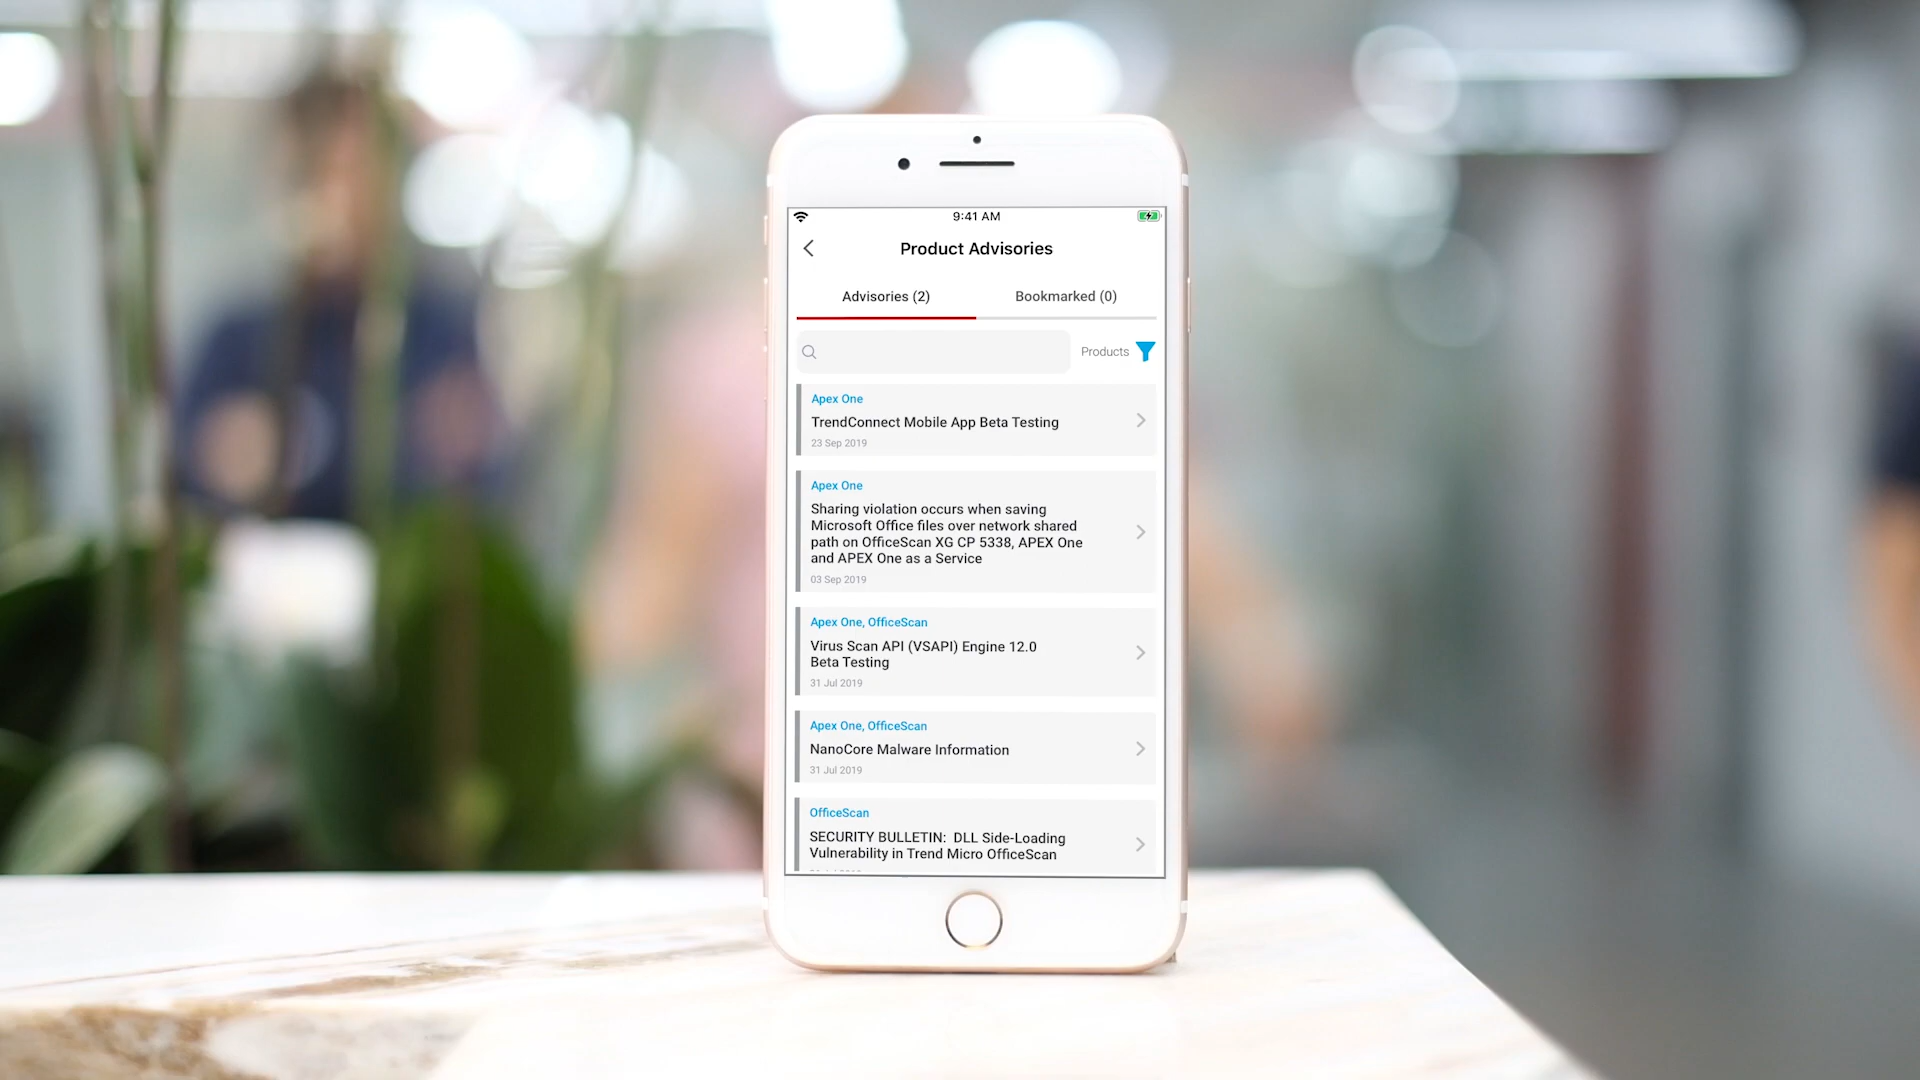 9:41 AM
Product Advisories
Advisories (2)
Bookmarked (0)
Products
Apex One
TrendConnect Mobile App Beta Testing
23 Sep 2019
Apex One
Sharing violation occurs when saving
Microsoft Office files over network shared
path on OfficeScan XG CP 5338, APEX One
and APEX One as a Service
03 Sep 2019
Apex One, OfficeScan
Virus Scan API (VSAPI) Engine 12.0
Beta Testing
31 Jul 2019
Apex One, OfficeScan
NanoCore Malware Information
31 Jul 2019
OfficeScan
SECURITY BULLETIN:  DLL Side-Loading
Vulnerability in Trend Micro OfficeScan